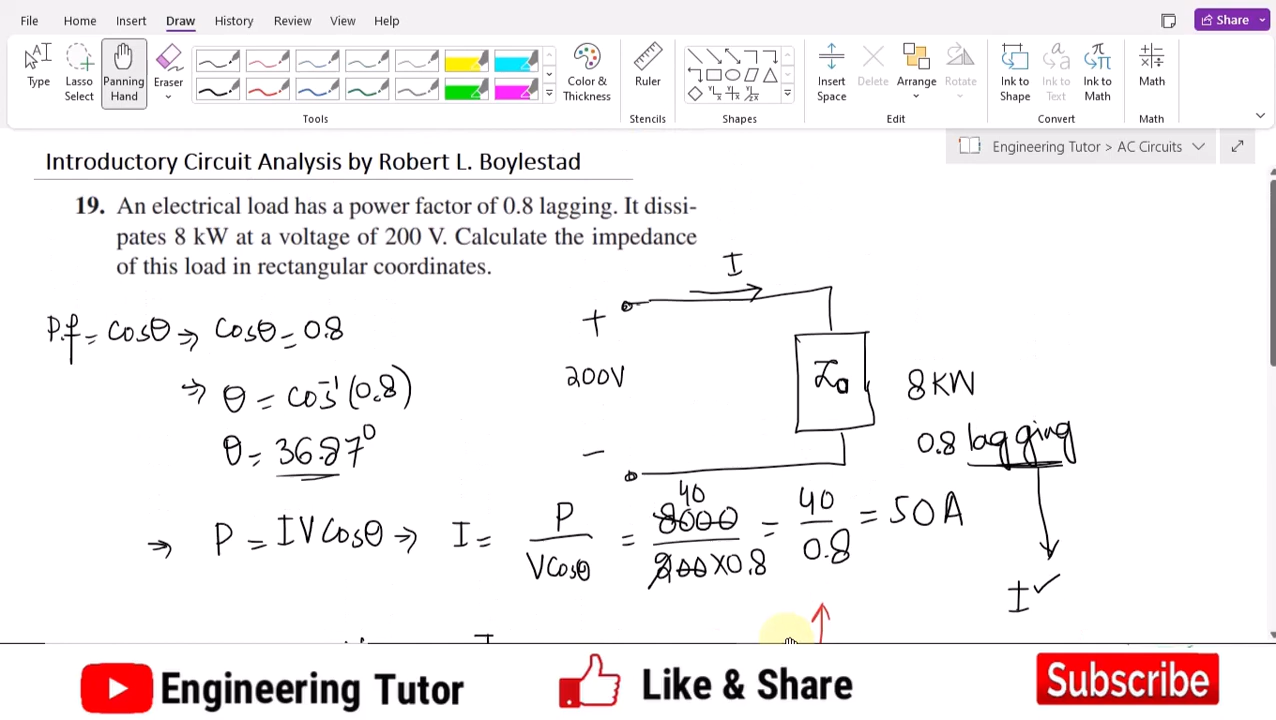 File Home Insert Draw History Review View Help Share
Type Lasso Select Panning Hand Eraser Color & Thickness Ruler Insert Space Delete Arrange Rotate Ink to Shape Ink to Text Ink to Math Math
Tools Stencils Shapes Edit Convert Math
Introductory Circuit Analysis by Robert L. Boylestad
Engineering Tutor > AC Circuits
19. An electrical load has a power factor of 0.8 lagging. It dissi-
pates 8 kW at a voltage of 200 V. Calculate the impedance
of this load in rectangular coordinates.
I
P.f = cosθ ⇒ cosθ = 0.8
+
200V
−
Z
8KW
0.8 lagging
⇒ θ = cos⁻¹(0.8)
θ = 36.87°
⇒ P = IVcosθ ⇒ I = P / Vcosθ = 8000 / 200×0.8 = 40 / 0.8 = 50A
40
I ✓
Engineering Tutor Like & Share Subscribe